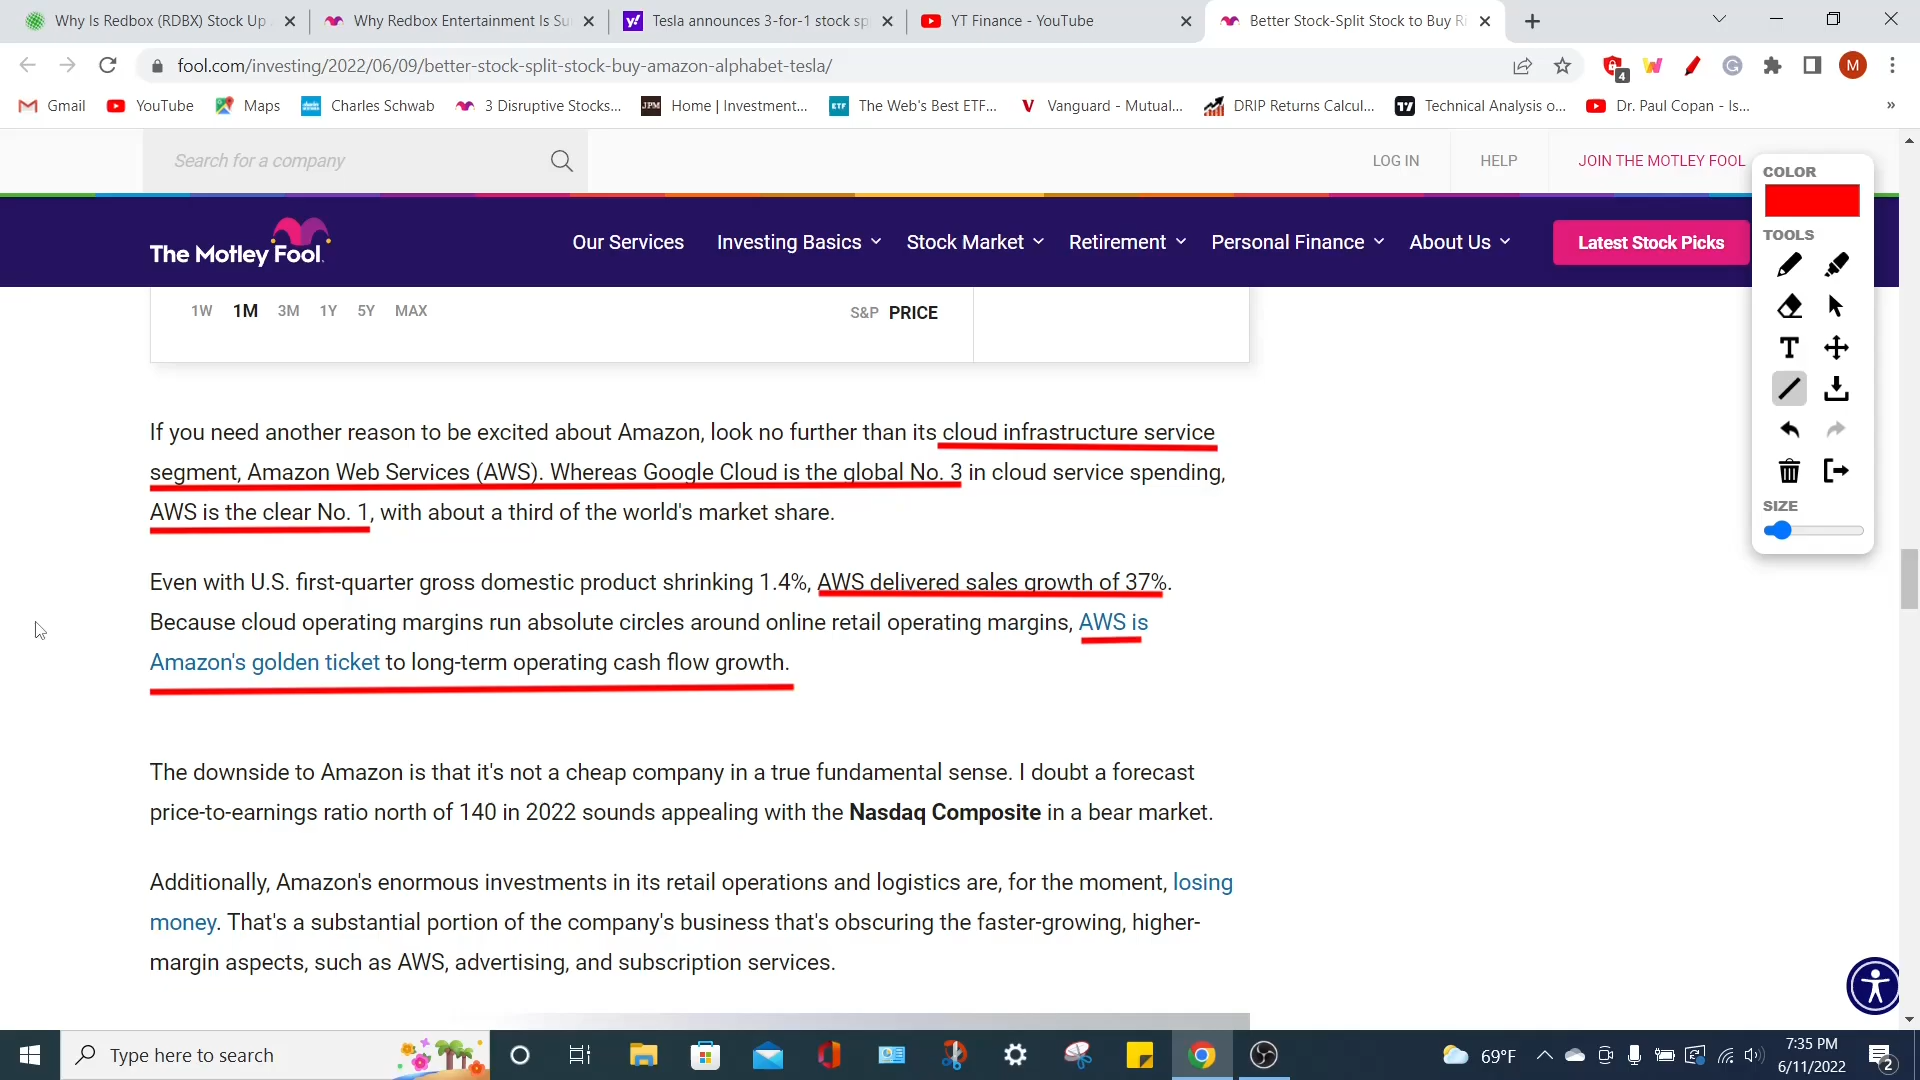 Why Is Redbox (RDBX) Stock Up
Why Redbox Entertainment Is Su
Tesla announces 3-for-1 stock sp
YT Finance - YouTube
Better Stock-Split Stock to Buy Ri
fool.com/investing/2022/06/09/better-stock-split-stock-buy-amazon-alphabet-tesla/
4
M
Gmail
YouTube
Maps
Charles Schwab
3 Disruptive Stocks...
JPM
Home | Investment...
ETF
The Web's Best ETF...
Vanguard - Mutual...
DRIP Returns Calcul...
Technical Analysis o...
Dr. Paul Copan - Is...
»
Search for a company
LOG IN
HELP
JOIN THE MOTLEY FOOL
The Motley Fool.
Our Services
Investing Basics
Stock Market
Retirement
Personal Finance
About Us
Latest Stock Picks
COLOR
TOOLS
T
SIZE
1W 1M 3M 1Y 5Y MAX
S&P PRICE
If you need another reason to be excited about Amazon, look no further than its cloud infrastructure service
segment, Amazon Web Services (AWS). Whereas Google Cloud is the global No. 3 in cloud service spending,
AWS is the clear No. 1, with about a third of the world's market share.
Even with U.S. first-quarter gross domestic product shrinking 1.4%, AWS delivered sales growth of 37%.
Because cloud operating margins run absolute circles around online retail operating margins, AWS is
Amazon's golden ticket to long-term operating cash flow growth.
The downside to Amazon is that it's not a cheap company in a true fundamental sense. I doubt a forecast
price-to-earnings ratio north of 140 in 2022 sounds appealing with the Nasdaq Composite in a bear market.
Additionally, Amazon's enormous investments in its retail operations and logistics are, for the moment, losing
money. That's a substantial portion of the company's business that's obscuring the faster-growing, higher-
margin aspects, such as AWS, advertising, and subscription services.
Type here to search
69°F
7:35 PM
6/11/2022
2